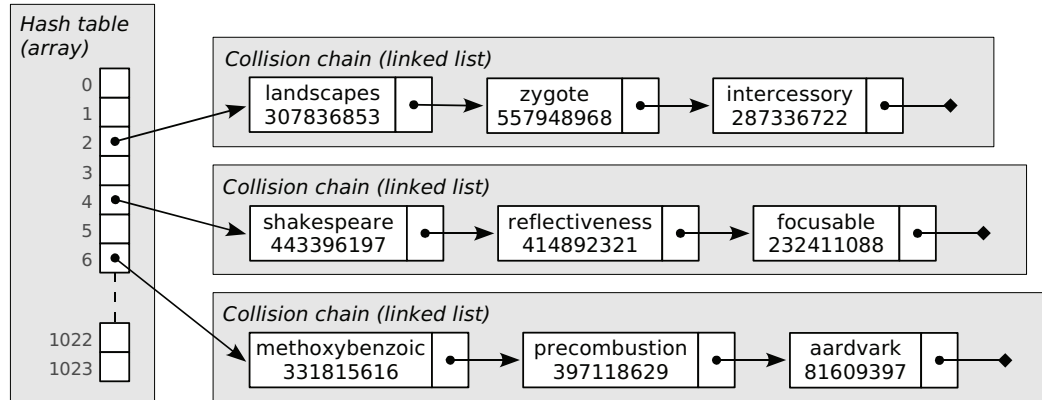 Hash table
(array)
0
1
2
3
4
5
6
1022
1023
Collision chain (linked list)
landscapes
307836853
zygote
557948968
intercessory
287336722
Collision chain (linked list)
shakespeare
443396197
reflectiveness
414892321
focusable
232411088
Collision chain (linked list)
methoxybenzoic
331815616
precombustion
397118629
aardvark
81609397